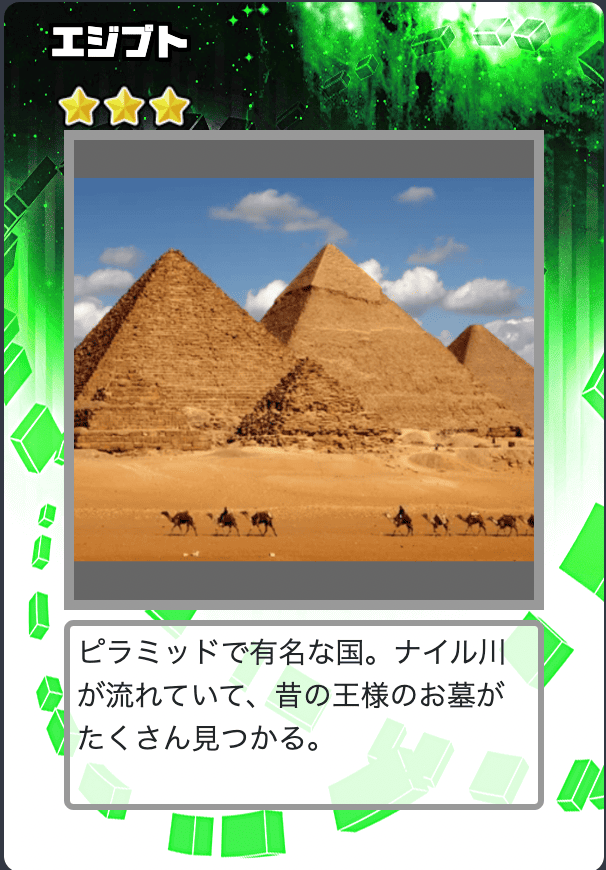 エジプト
ピラミッドで有名な国。ナイル川
が流れていて、昔の王様のお墓が
たくさん見つかる。